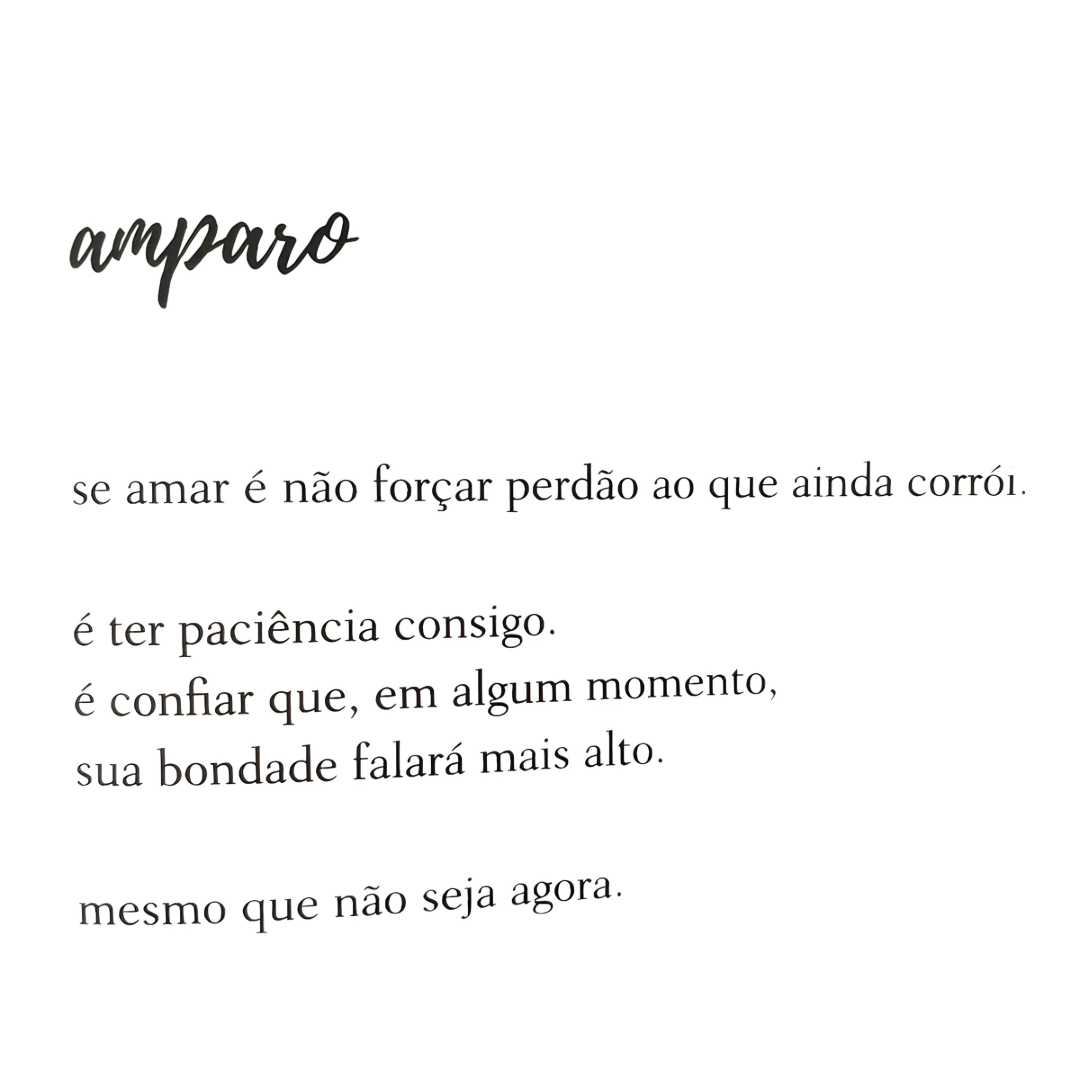 amparo
se amar é não forçar perdão ao que ainda corrói.
é ter paciência consigo.
é confiar que, em algum momento,
sua bondade falará mais alto.
mesmo que não seja agora.